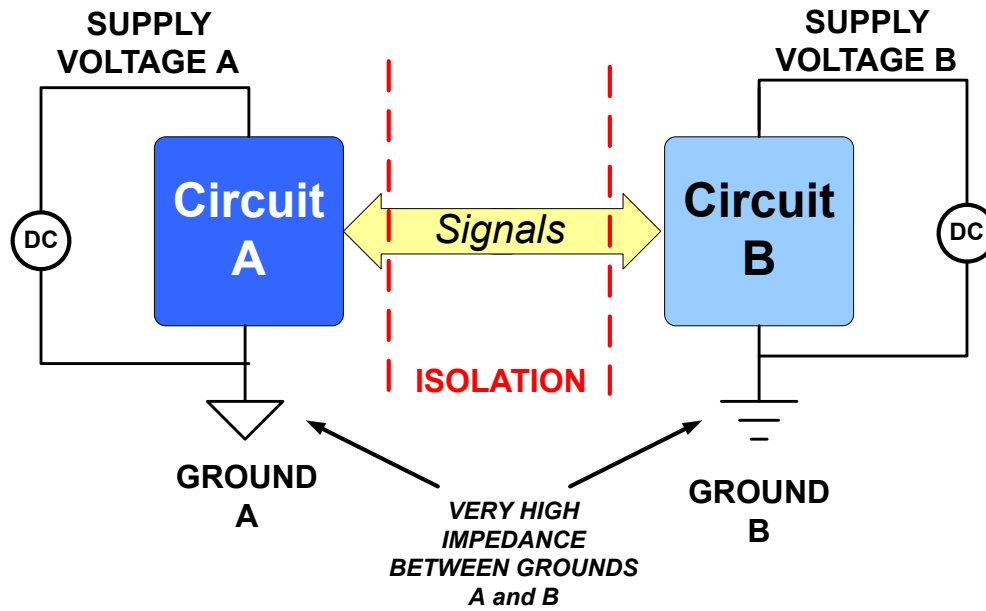 SUPPLY
VOLTAGE A
SUPPLY
VOLTAGE B
Circuit
A
Signals
Circuit
B
DC
DC
ISOLATION
GROUND
A
GROUND
B
VERY HIGH
IMPEDANCE
BETWEEN GROUNDS
A and B